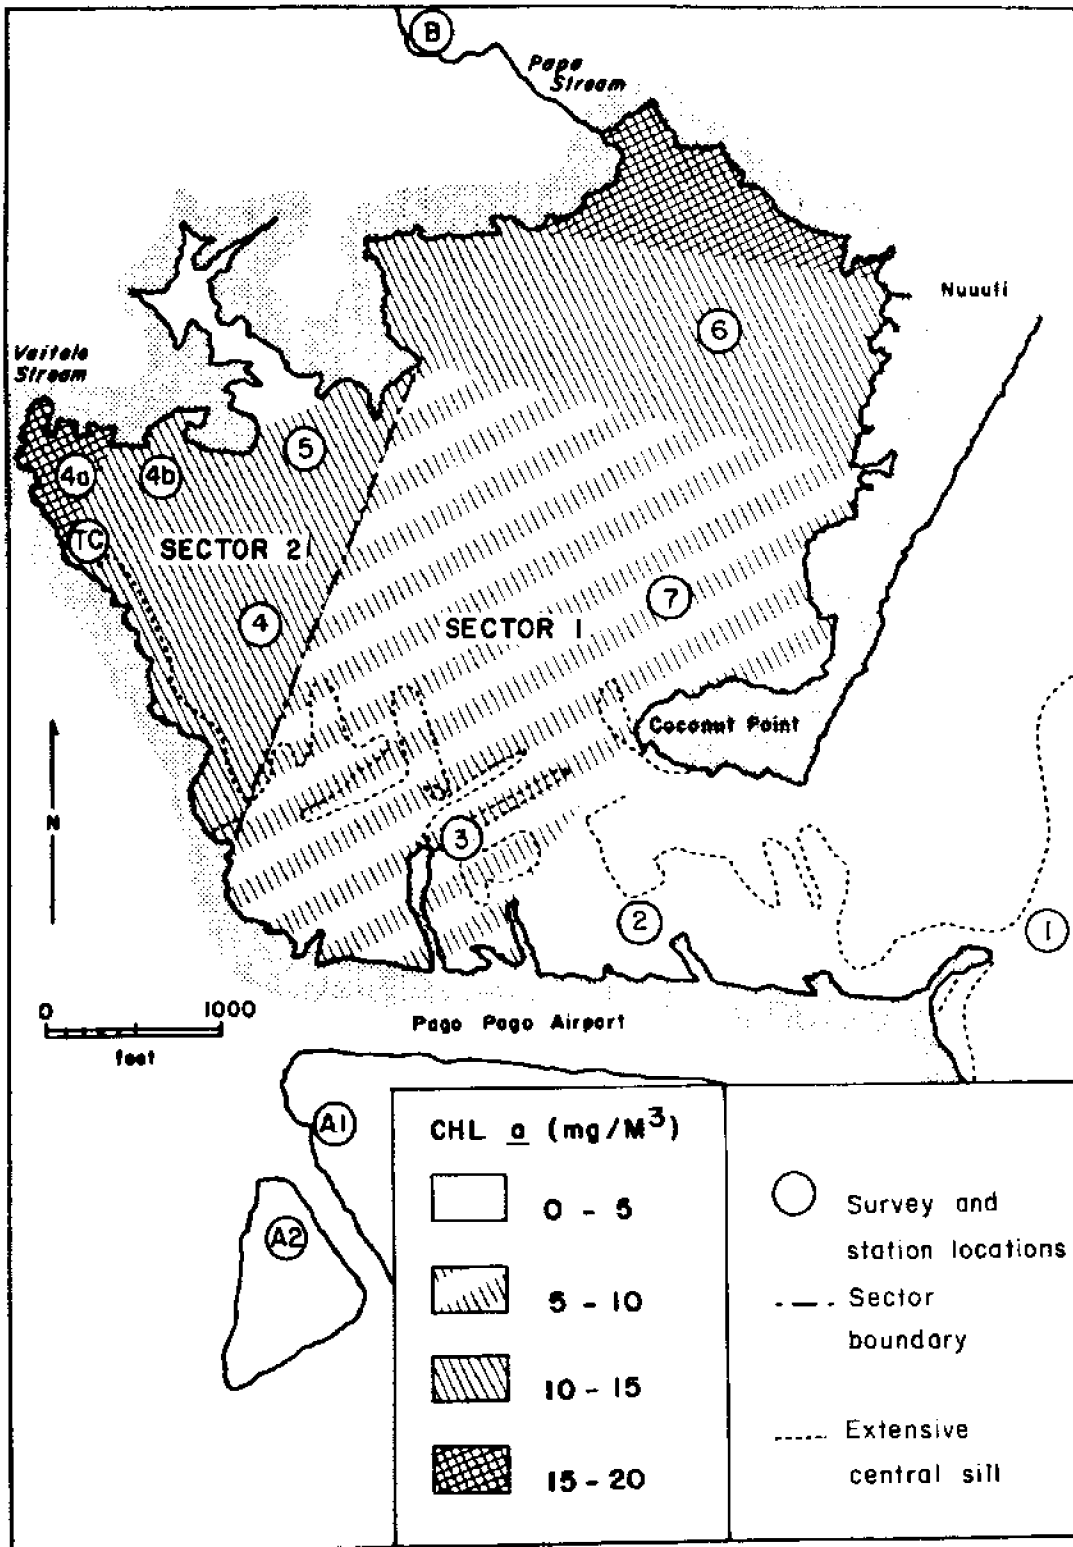 B
Papa
Stream
Nuuuli
6
Vaitele
Stream
5
4a
4b
TC
SECTOR 2
4
7
SECTOR 1
Coconut Point
N
3
2
1
0 1000
feet
Pago Pago Airport
A1
A2
CHL a (mg/M³)
0 - 5
5 - 10
10 - 15
15 - 20
Survey and
station locations
Sector
boundary
Extensive
central sill